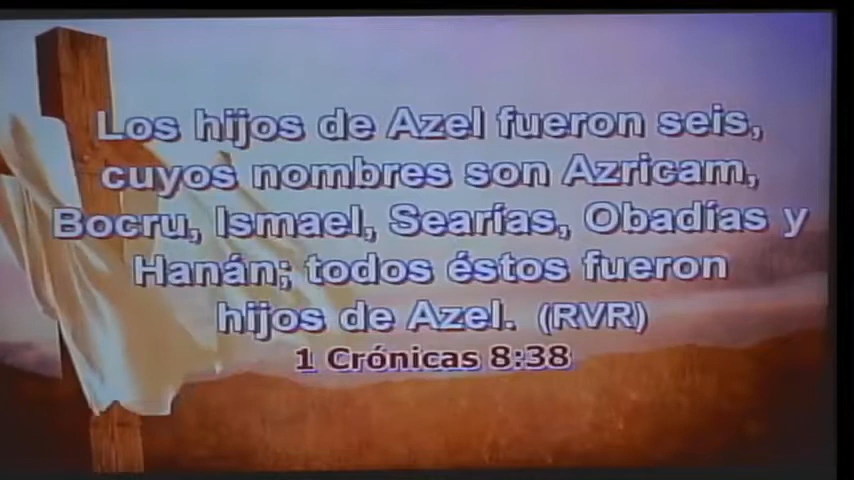 Los hijos de Azel fueron seis,
cuyos nombres son Azricam,
Bocru, Ismael, Searías, Obadías y
Hanán; todos éstos fueron
hijos de Azel. (RVR)
1 Crónicas 8:38